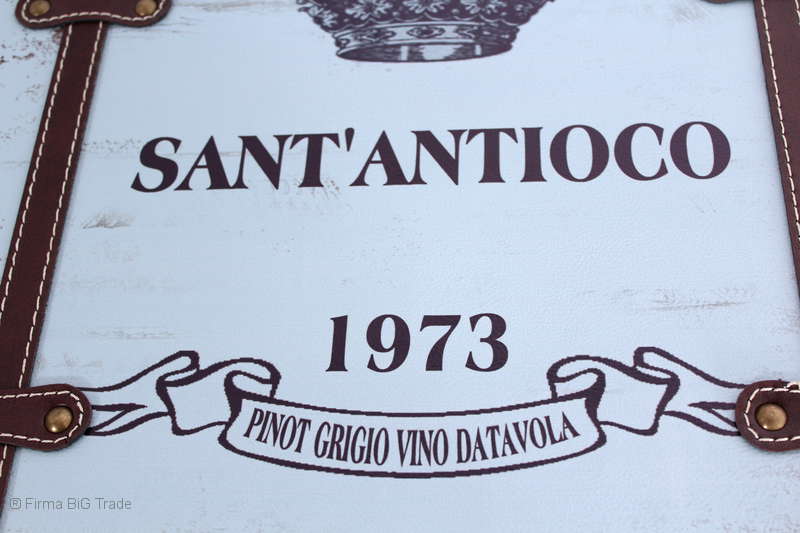 SANT'ANTIOCO
1973
PINOT GRIGIO VINO DATAVOLA
® Firma BiG Trade